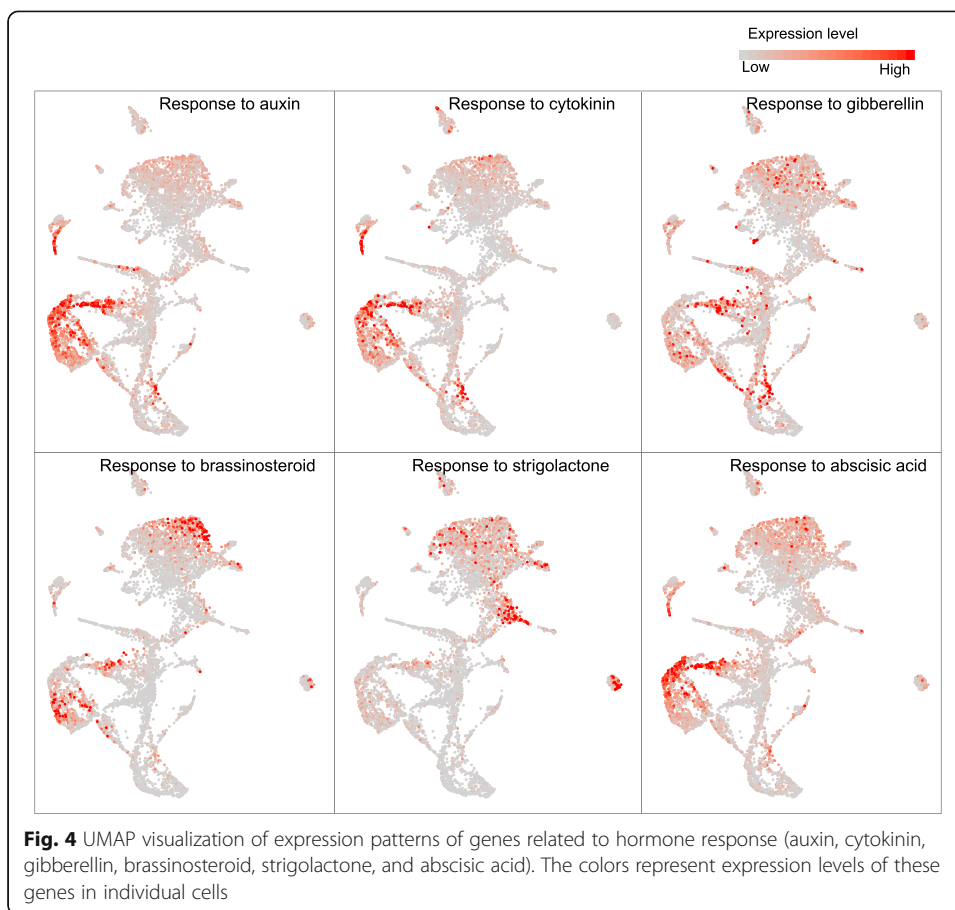 Expression level
Low High
Response to auxin
Response to cytokinin
Response to gibberellin
Response to brassinosteroid
Response to strigolactone
Response to abscisic acid
Fig. 4 UMAP visualization of expression patterns of genes related to hormone response (auxin, cytokinin,
gibberellin, brassinosteroid, strigolactone, and abscisic acid). The colors represent expression levels of these
genes in individual cells